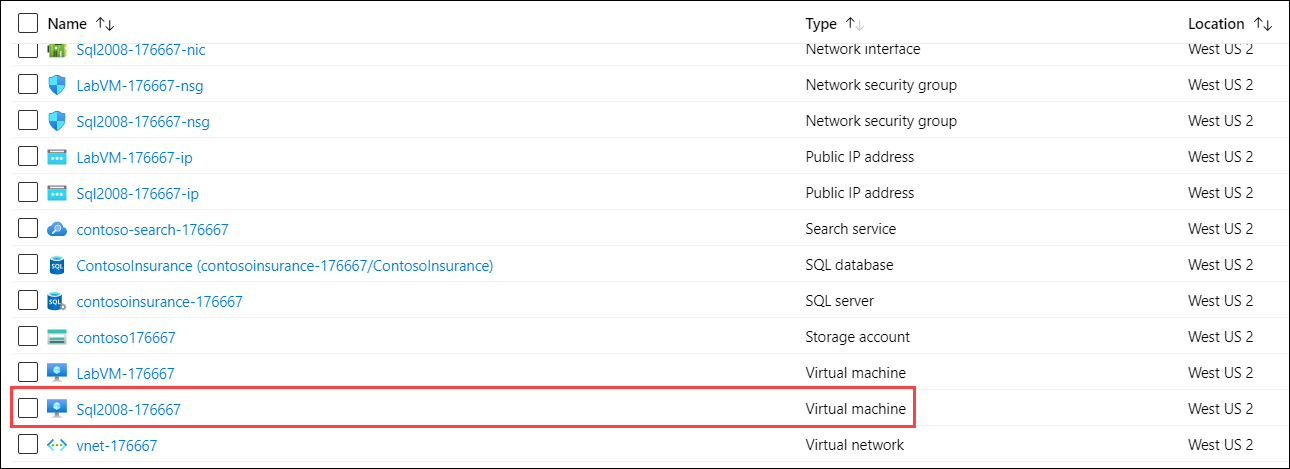 Name ↑↓ Type ↑↓ Location ↑↓
Sql2008-176667-nic Network interface West US 2
LabVM-176667-nsg Network security group West US 2
Sql2008-176667-nsg Network security group West US 2
LabVM-176667-ip Public IP address West US 2
Sql2008-176667-ip Public IP address West US 2
contoso-search-176667 Search service West US 2
SQL ContosoInsurance (contosoinsurance-176667/ContosoInsurance) SQL database West US 2
SQL contosoinsurance-176667 SQL server West US 2
contoso176667 Storage account West US 2
LabVM-176667 Virtual machine West US 2
Sql2008-176667 Virtual machine West US 2
vnet-176667 Virtual network West US 2